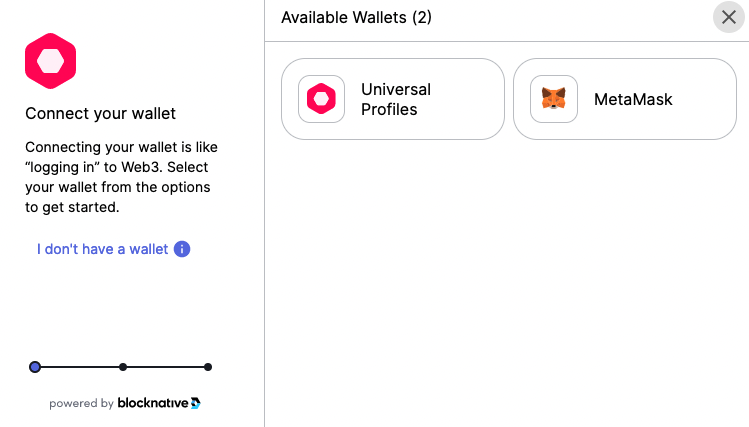 Available Wallets (2)
Connect your wallet
Connecting your wallet is like
“logging in” to Web3. Select
your wallet from the options
to get started.
I don't have a wallet
powered by blocknative
Universal
Profiles
MetaMask